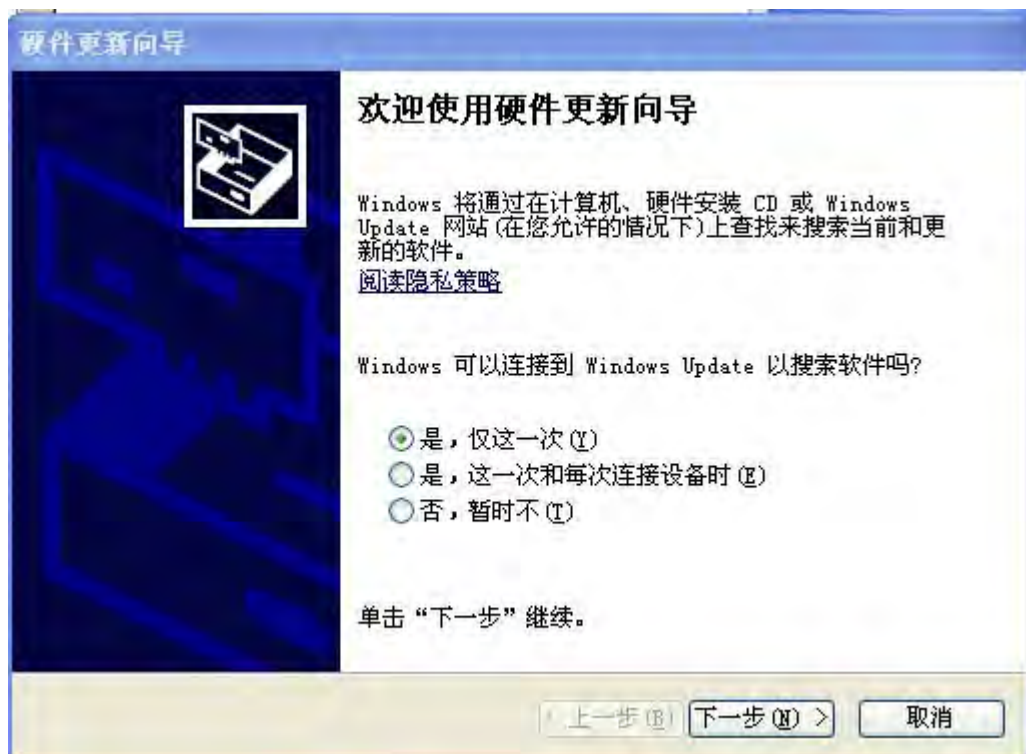 硬件更新向导
欢迎使用硬件更新向导
Windows 将通过在计算机、硬件安装 CD 或 Windows
Update 网站(在您允许的情况下)上查找来搜索当前和更
新的软件。
阅读隐私策略
Windows 可以连接到 Windows Update 以搜索软件吗?
是，仅这一次(Y)
是，这一次和每次连接设备时(E)
否，暂时不(T)
单击“下一步”继续。
< 上一步(B) 下一步(N) > 取消